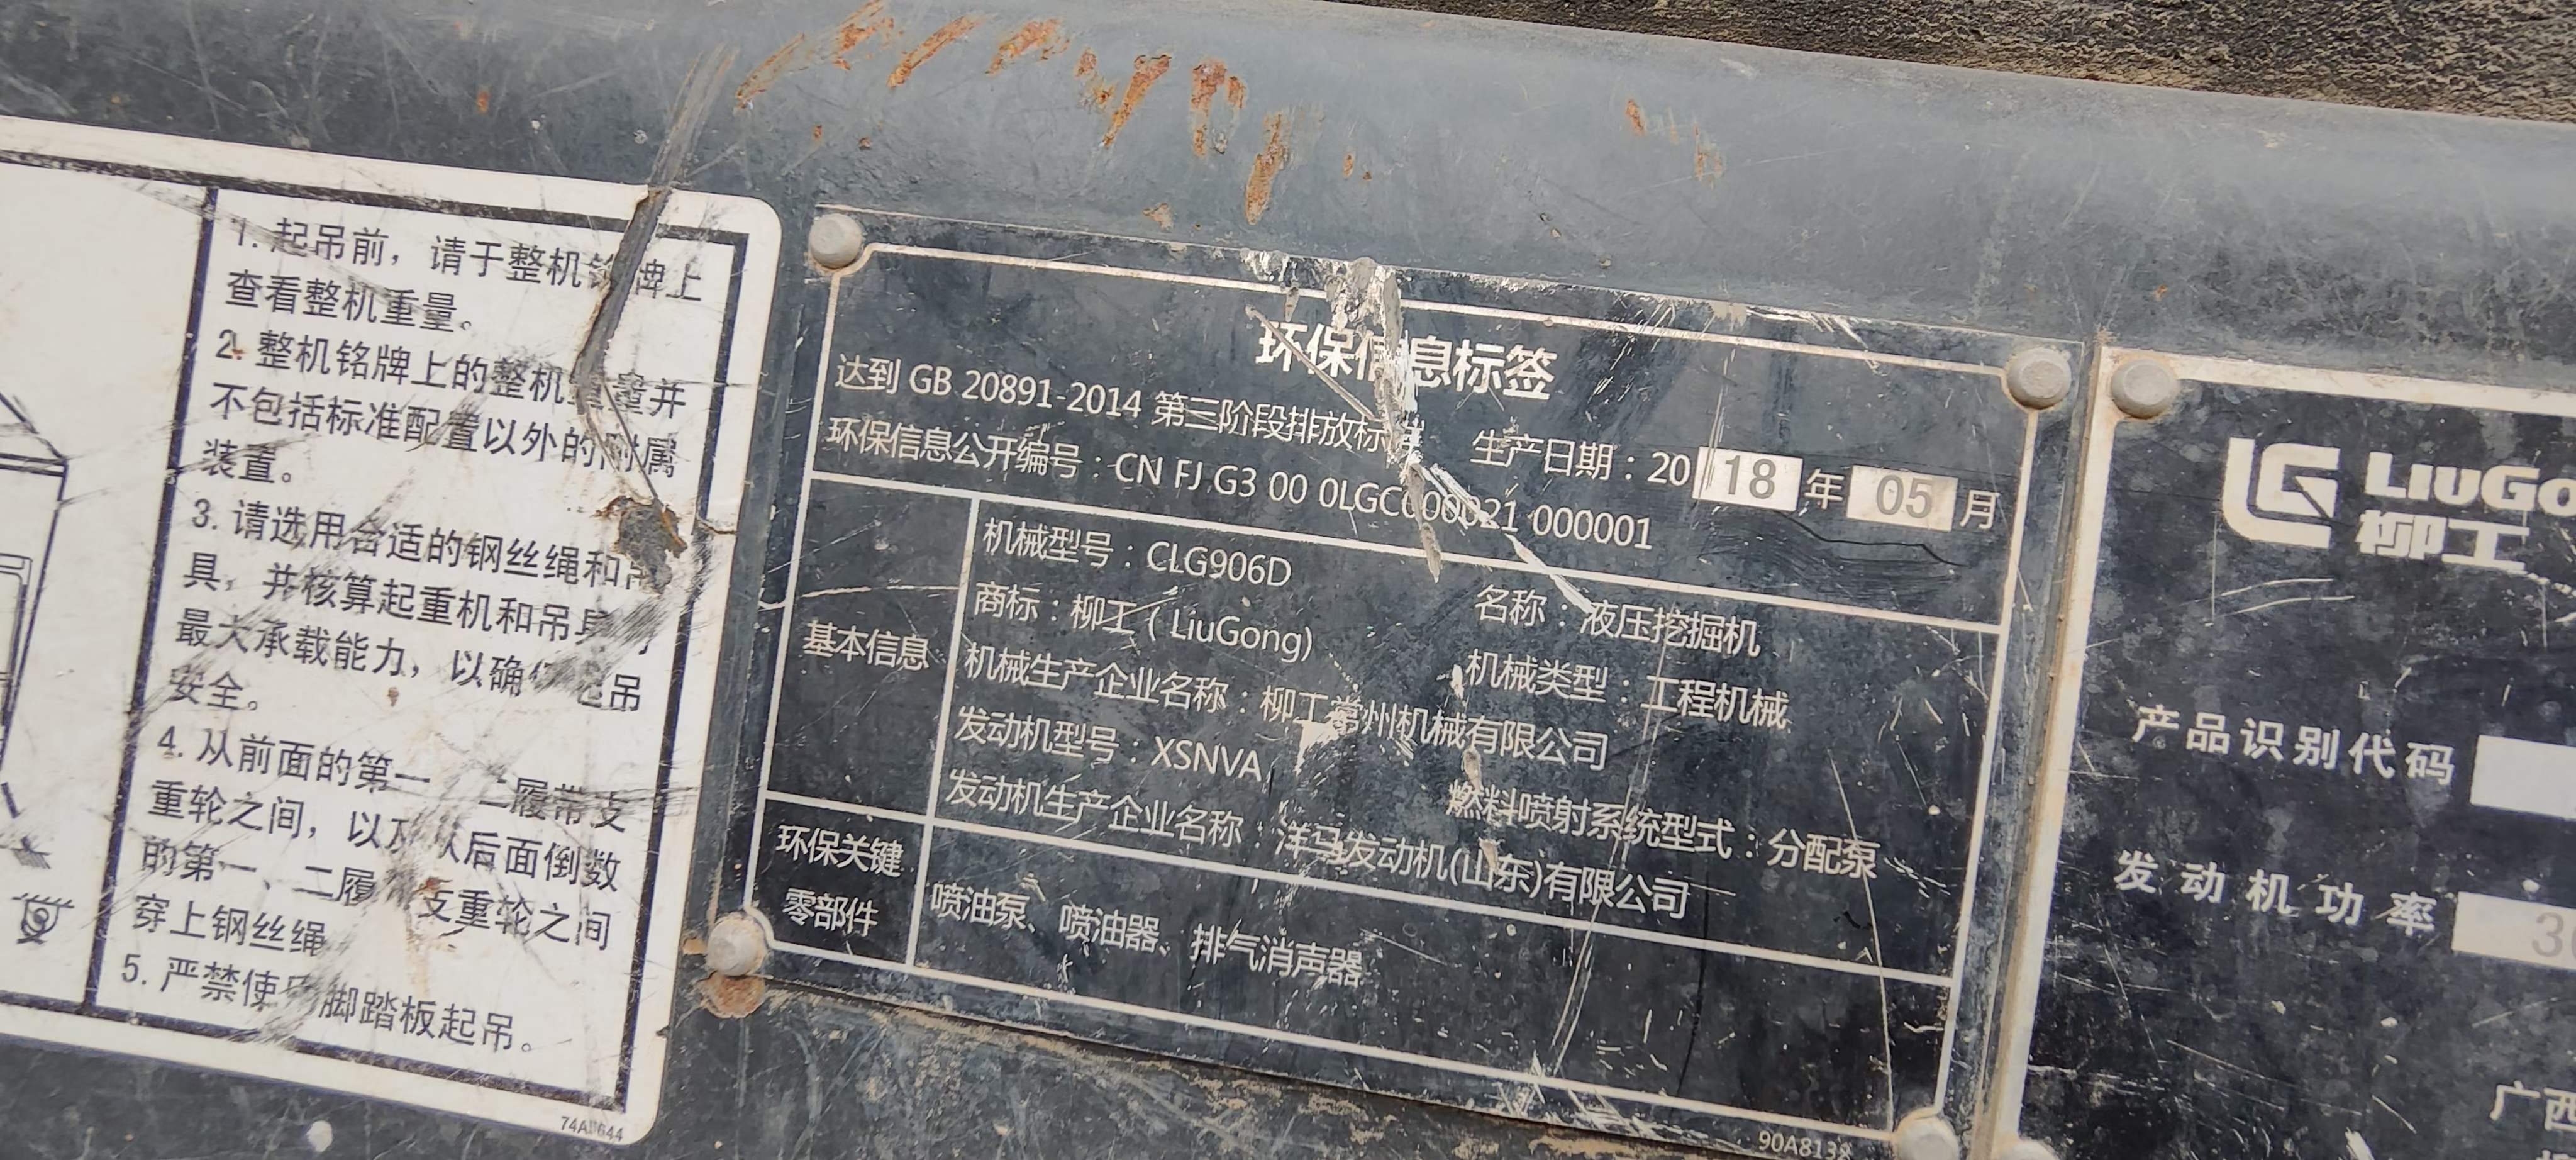 1. 起吊前，请于整机铭牌上
查看整机重量。
2. 整机铭牌上的整机重量并
不包括标准配置以外的附属
装置。
3. 请选用合适的钢丝绳和吊
具，并核算起重机和吊具的
最大承载能力，以确保起吊
安全。
4. 从前面的第一、二履带支
重轮之间，以及从后面倒数
的第一、二履 支重轮之间
穿上钢丝绳
5. 严禁使用脚踏板起吊。
环保信息标签
达到 GB 20891-2014 第三阶段排放标准 生产日期：2018年05月
环保信息公开编号：CN FJ G3 00 0LGC000021 000001
基本信息
机械型号：CLG906D 名称：液压挖掘机
商标：柳工 ( LiuGong) 机械类型：工程机械
机械生产企业名称：柳工常州机械有限公司
发动机型号：XSNVA 燃料喷射系统型式：分配泵
发动机生产企业名称：洋马发动机(山东)有限公司
环保关键
零部件
喷油泵、喷油器、排气消声器
LiuGo
柳工
产品识别代码
发动机功率
广西